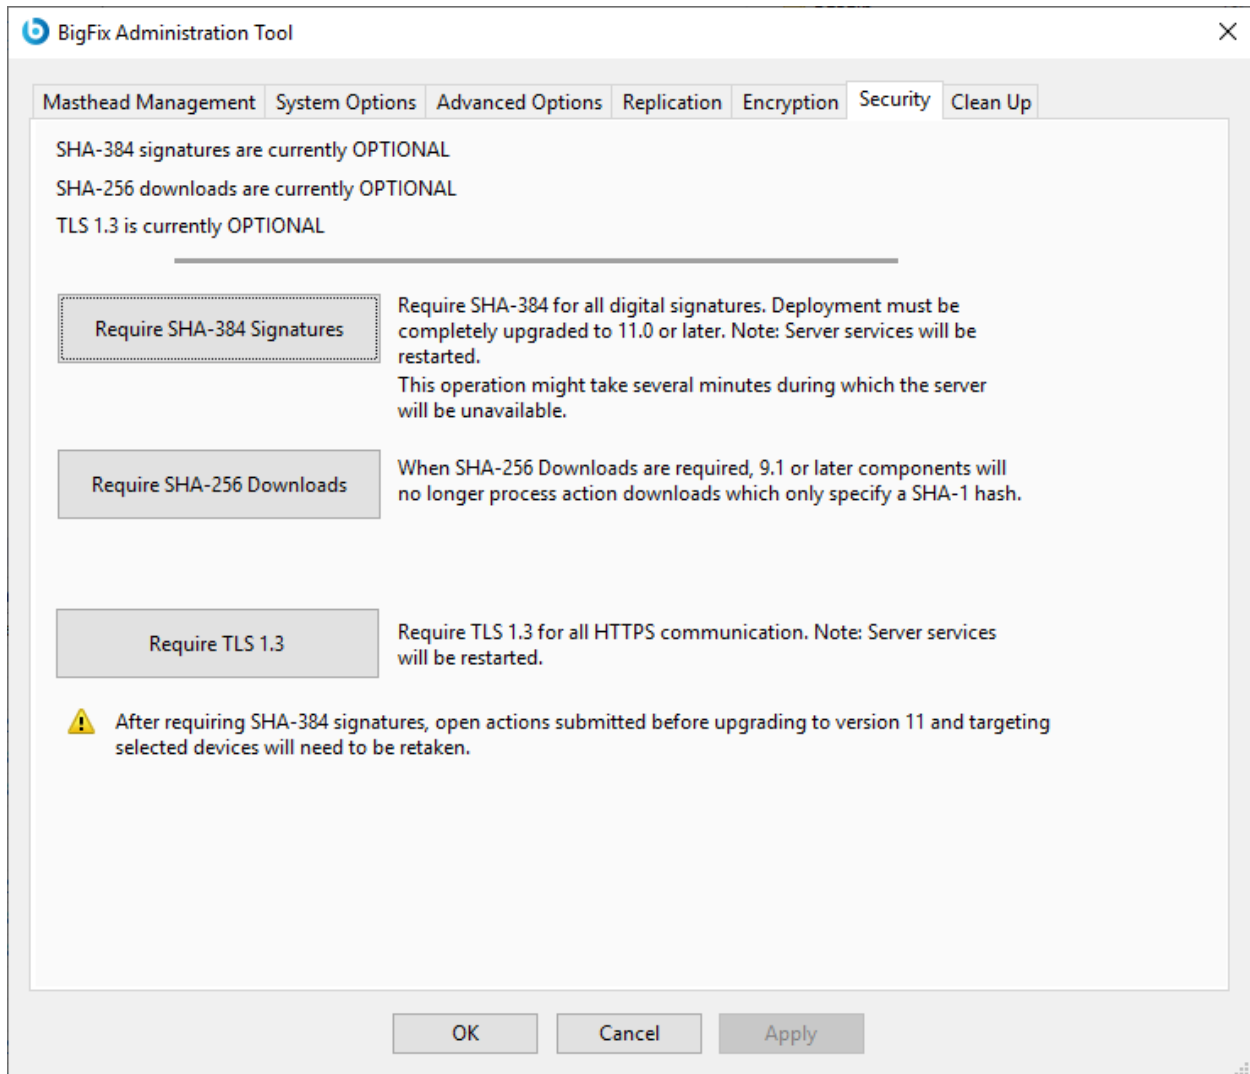 BigFix Administration Tool
Masthead Management System Options Advanced Options Replication Encryption Security Clean Up
SHA-384 signatures are currently OPTIONAL
SHA-256 downloads are currently OPTIONAL
TLS 1.3 is currently OPTIONAL
Require SHA-384 Signatures
Require SHA-384 for all digital signatures. Deployment must be
completely upgraded to 11.0 or later. Note: Server services will be
restarted.
This operation might take several minutes during which the server
will be unavailable.
Require SHA-256 Downloads
When SHA-256 Downloads are required, 9.1 or later components will
no longer process action downloads which only specify a SHA-1 hash.
Require TLS 1.3
Require TLS 1.3 for all HTTPS communication. Note: Server services
will be restarted.
After requiring SHA-384 signatures, open actions submitted before upgrading to version 11 and targeting
selected devices will need to be retaken.
OK Cancel Apply